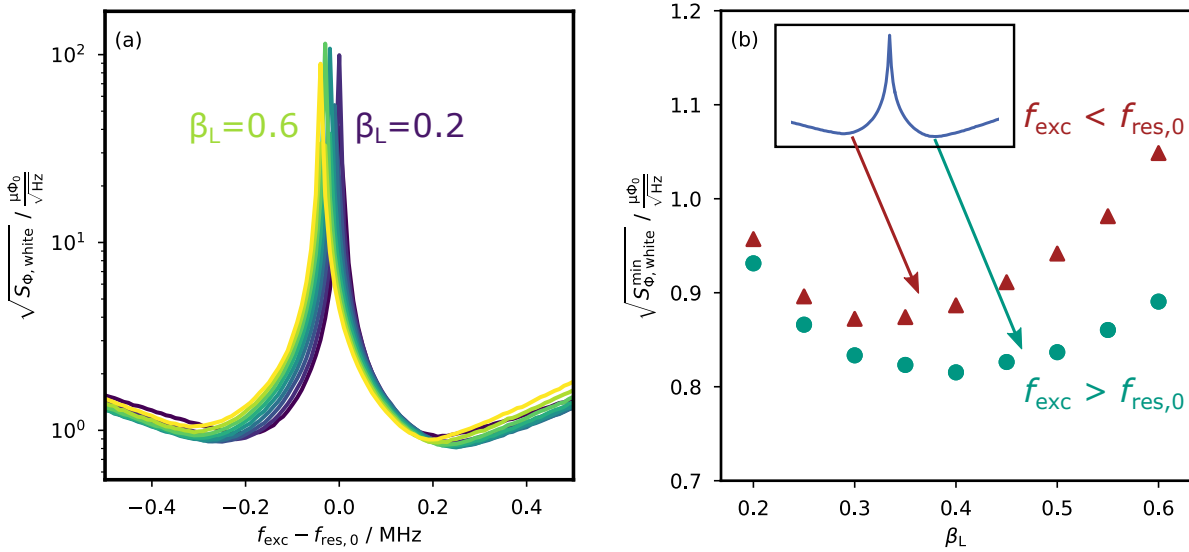 (a)
β_L=0.6
β_L=0.2
10²
10¹
10⁰
√S_Φ,white / μΦ₀/√Hz
−0.4 −0.2 0.0 0.2 0.4
f_exc − f_res, 0 / MHz
(b)
1.2
1.1
1.0
0.9
0.8
0.7
√S^min_Φ,white / μΦ₀/√Hz
f_exc < f_res,0
f_exc > f_res,0
0.2 0.3 0.4 0.5 0.6
β_L